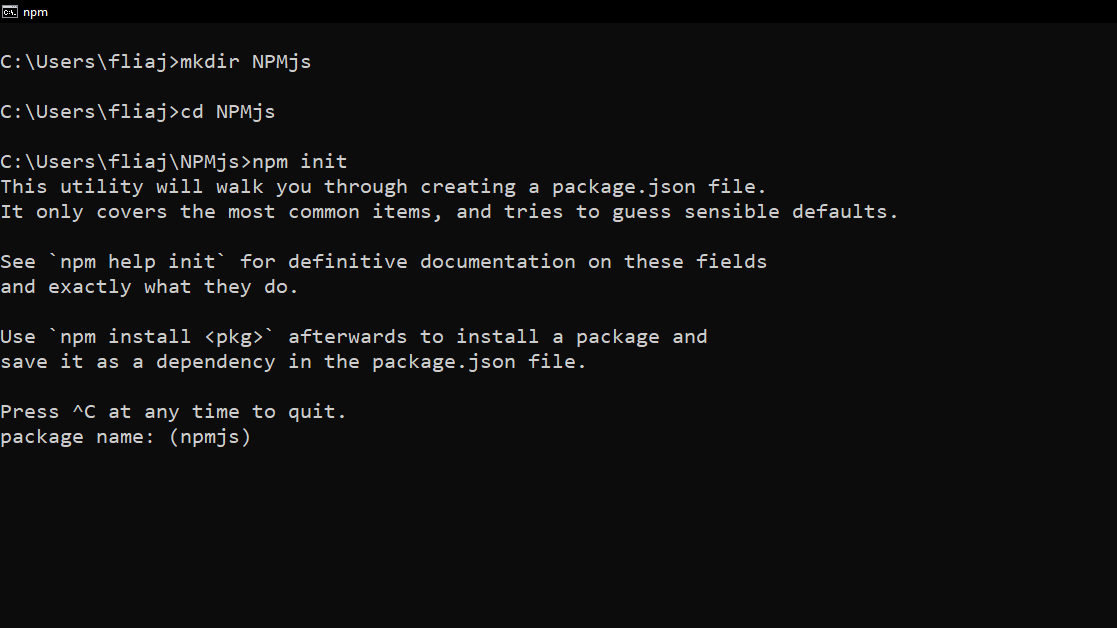 npm
C:\Users\fliaj>mkdir NPMjs
C:\Users\fliaj>cd NPMjs
C:\Users\fliaj\NPMjs>npm init
This utility will walk you through creating a package.json file.
It only covers the most common items, and tries to guess sensible defaults.
See `npm help init` for definitive documentation on these fields
and exactly what they do.
Use `npm install <pkg>` afterwards to install a package and
save it as a dependency in the package.json file.
Press ^C at any time to quit.
package name: (npmjs)